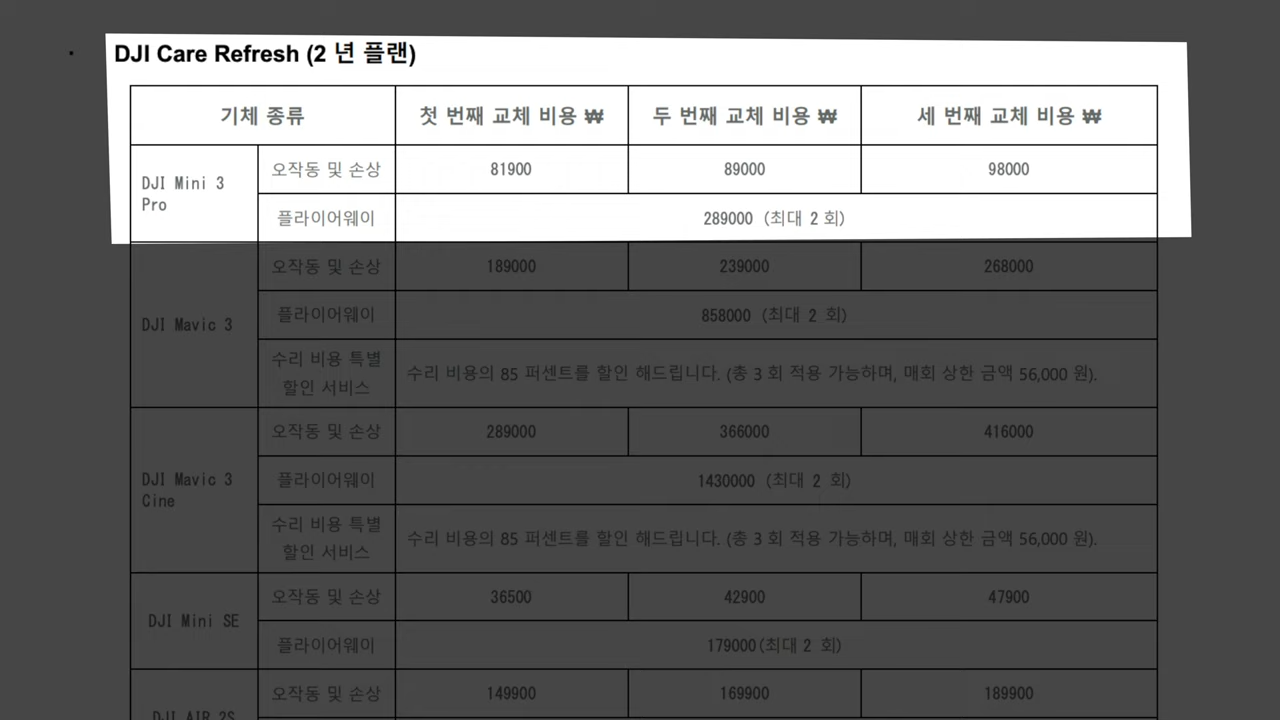 DJI Care Refresh (2 년 플랜)
기체 종류 첫 번째 교체 비용 ₩ 두 번째 교체 비용 ₩ 세 번째 교체 비용 ₩
DJI Mini 3
Pro
오작동 및 손상 81900 89000 98000
플라이어웨이 289000 (최대 2 회)
DJI Mavic 3
오작동 및 손상 189000 239000 268000
플라이어웨이 858000 (최대 2 회)
수리 비용 특별
할인 서비스
수리 비용의 85 퍼센트를 할인 해드립니다. (총 3 회 적용 가능하며, 매회 상한 금액 56,000 원).
DJI Mavic 3
Cine
오작동 및 손상 289000 366000 416000
플라이어웨이 1430000 (최대 2 회)
수리 비용 특별
할인 서비스
수리 비용의 85 퍼센트를 할인 해드립니다. (총 3 회 적용 가능하며, 매회 상한 금액 56,000 원).
DJI Mini SE
오작동 및 손상 36500 42900 47900
플라이어웨이 179000(최대 2 회)
DJI AIR 2S
오작동 및 손상 149900 169900 189900